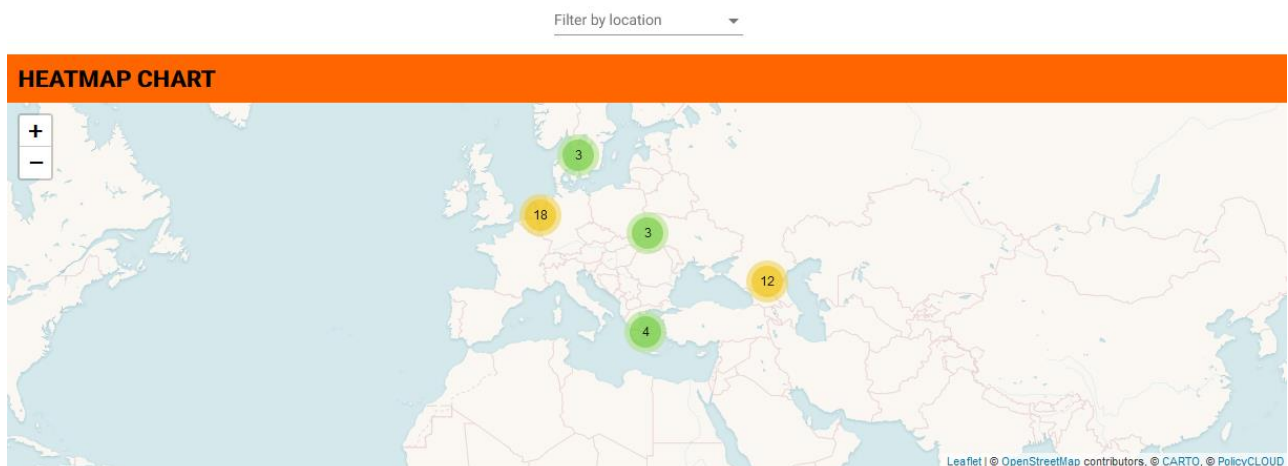 Filter by location
HEATMAP CHART
+
−
3
18
3
12
4
Leaflet | © OpenStreetMap contributors, © CARTO, © PolicyCLOUD